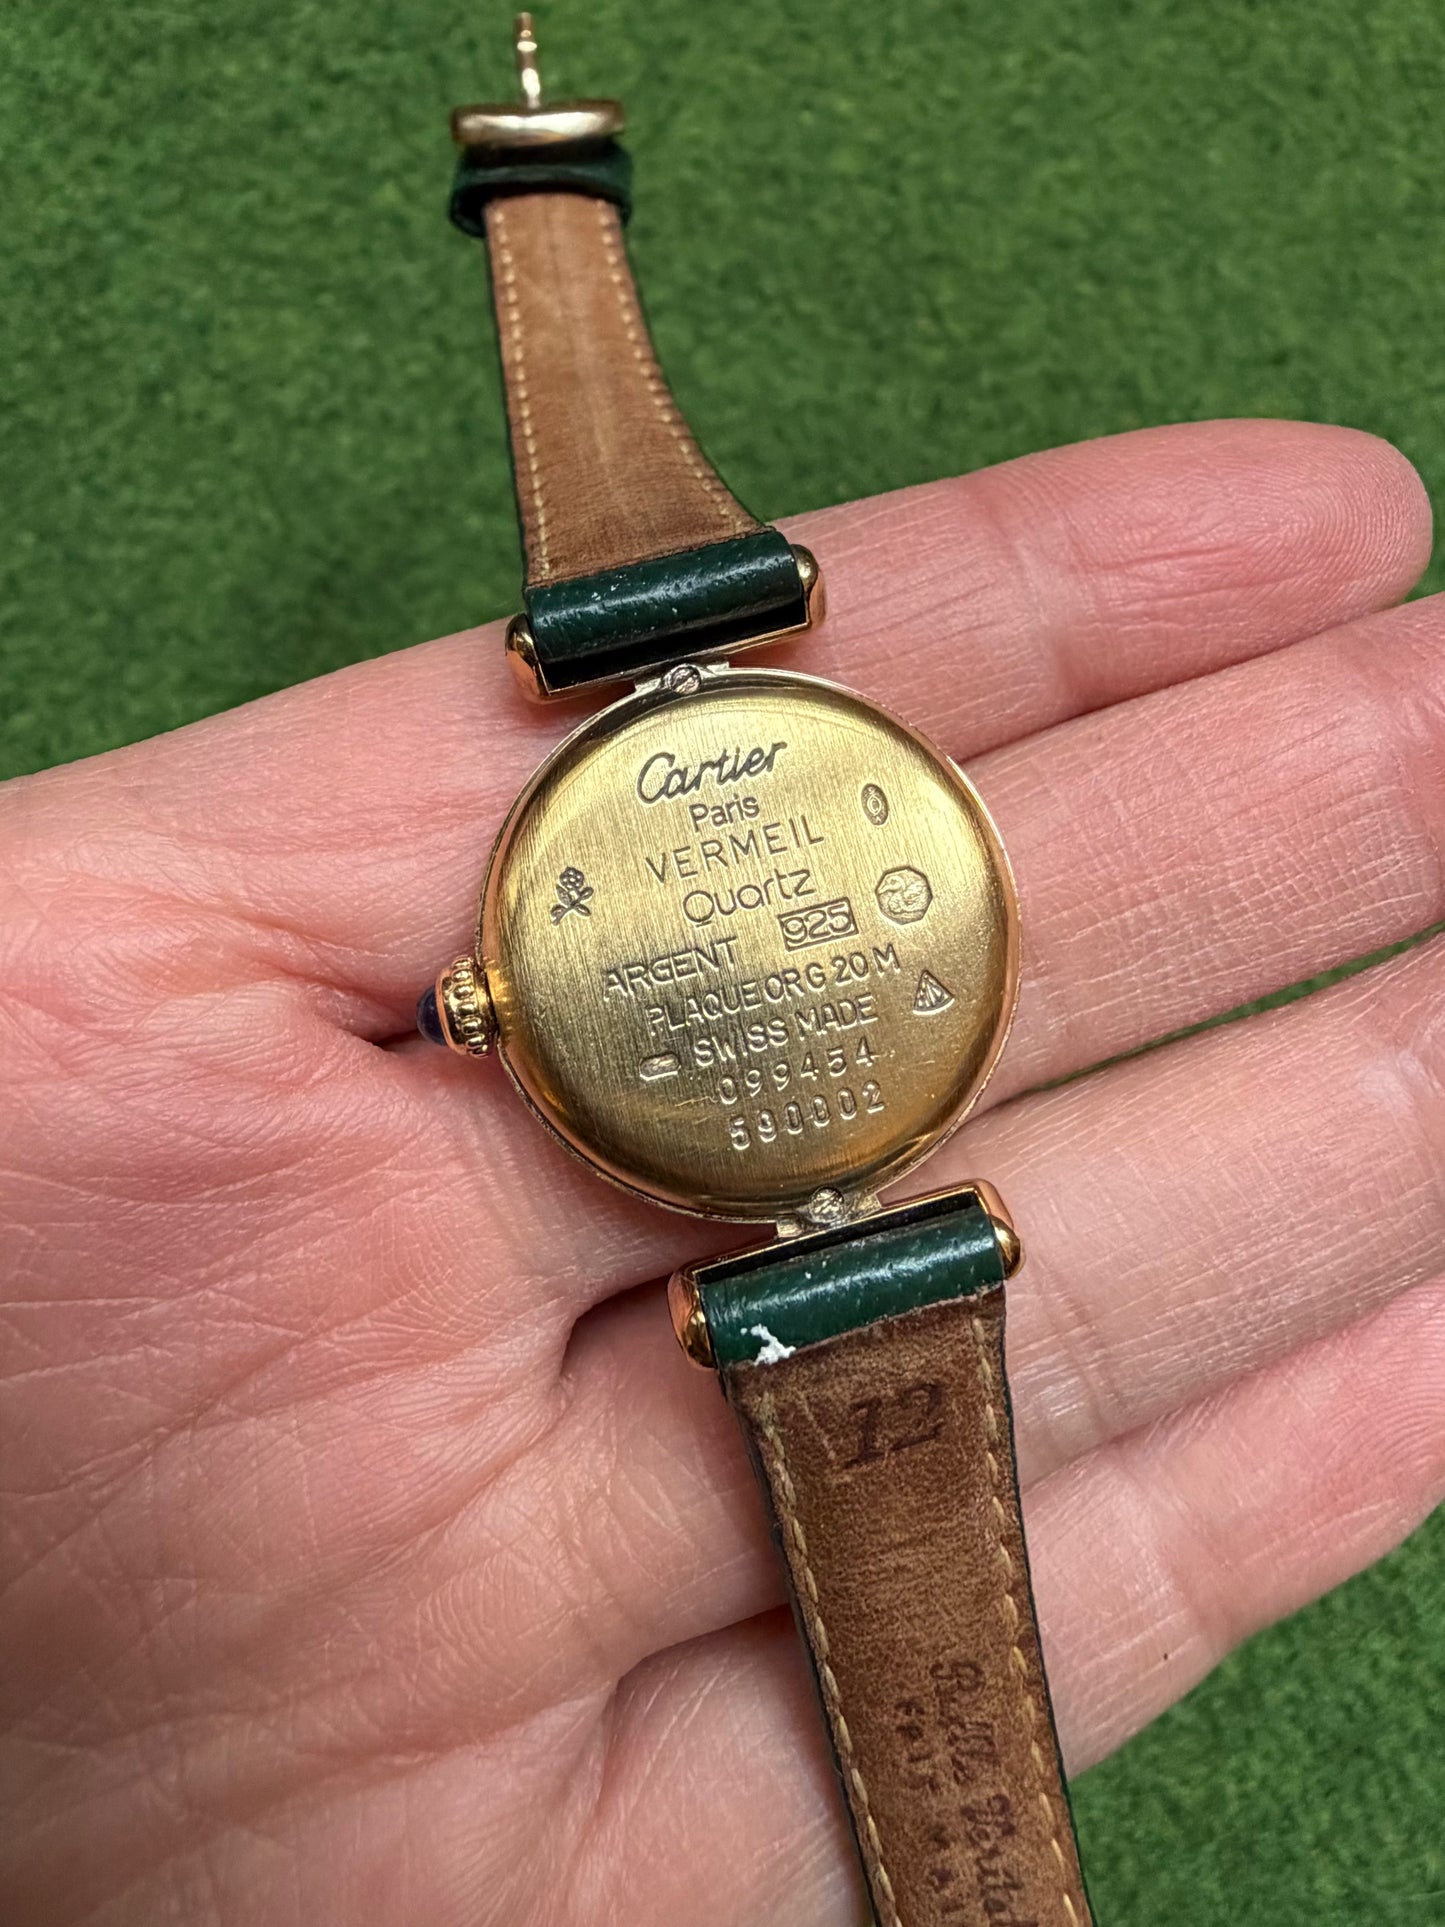 Cartier
Paris
VERMEIL
Quartz
ARGENT 925
PLAQUE OR G 20 M
SWISS MADE
099454
590002
12